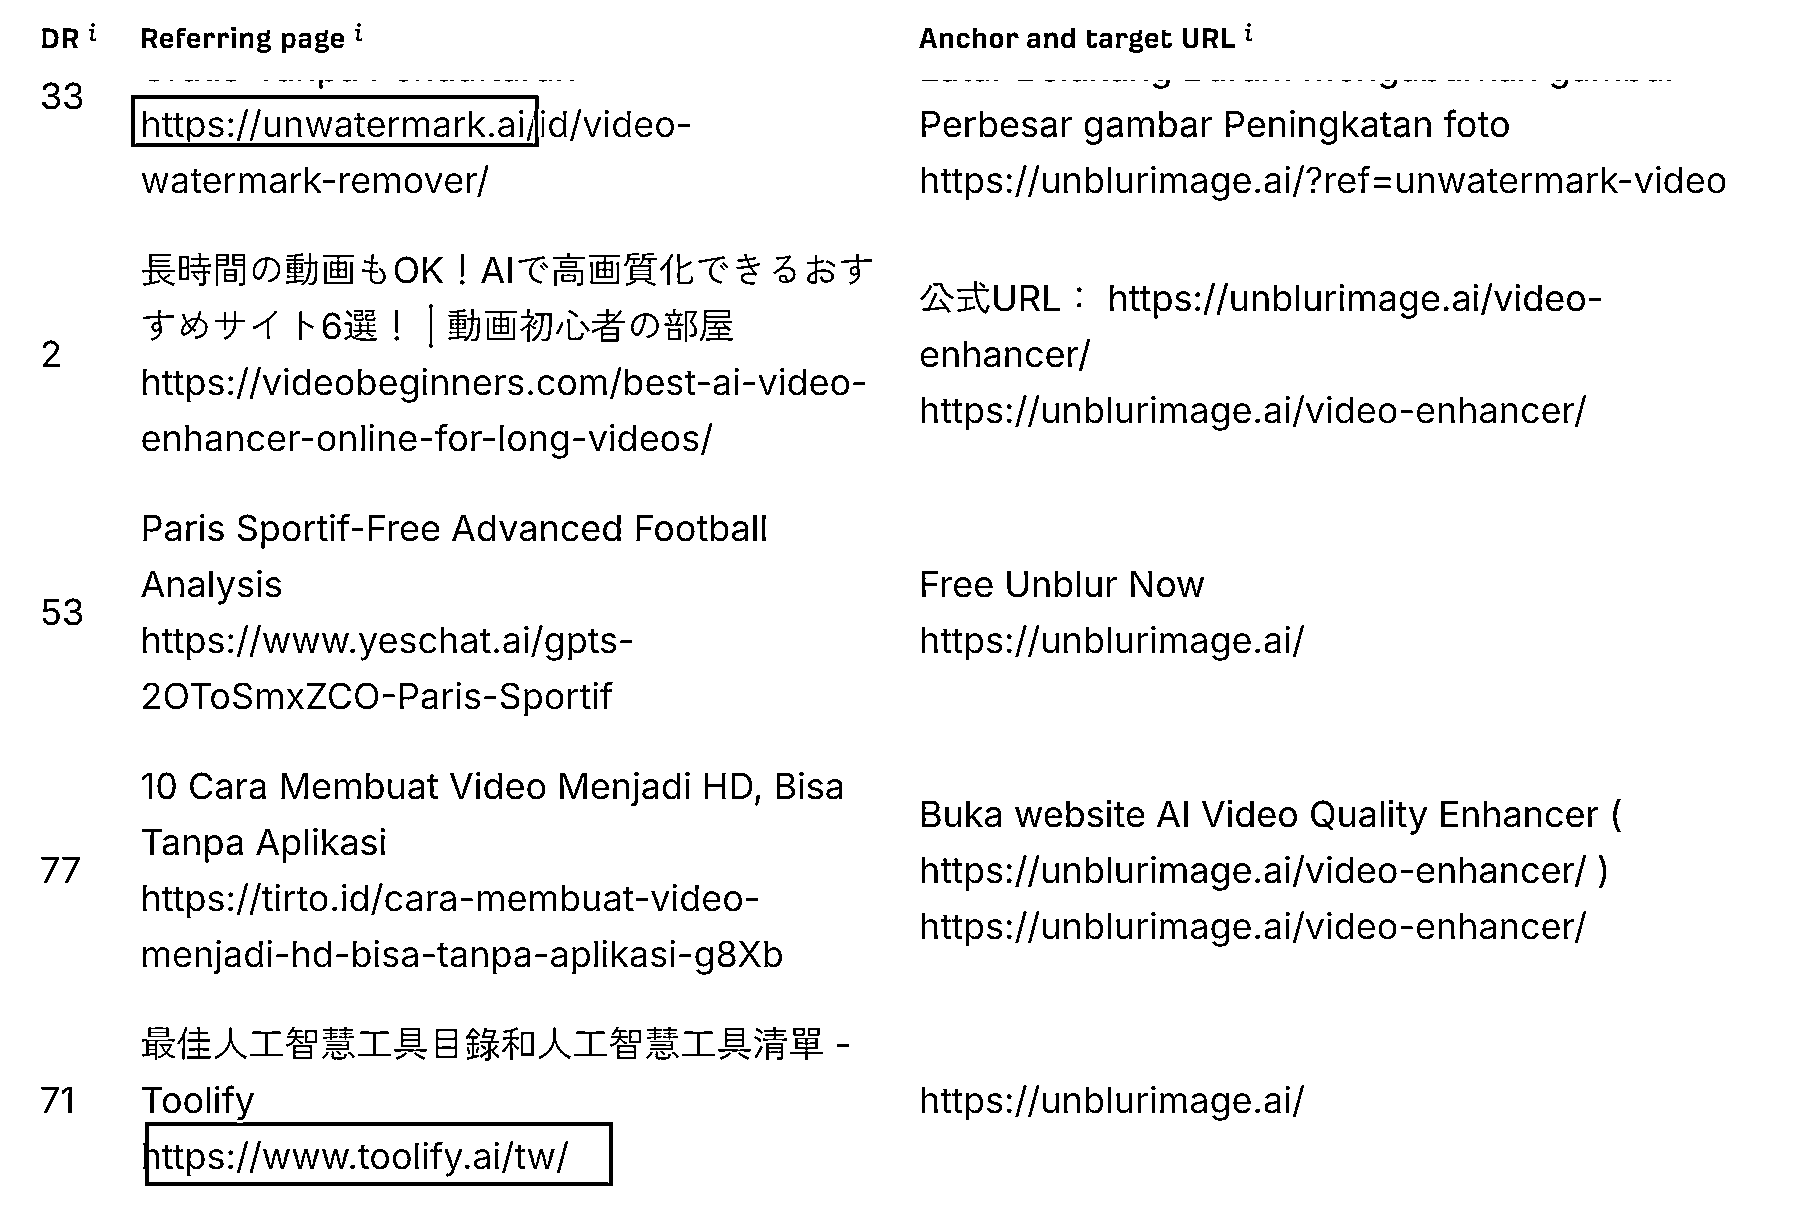 DR i Referring page i Anchor and target URL i
33
https://unwatermark.ai/id/video-
watermark-remover/
Perbesar gambar Peningkatan foto
https://unblurimage.ai/?ref=unwatermark-video
2
長時間の動画もOK！AIで高画質化できるおす
すめサイト6選！｜動画初心者の部屋
https://videobeginners.com/best-ai-video-
enhancer-online-for-long-videos/
公式URL： https://unblurimage.ai/video-
enhancer/
https://unblurimage.ai/video-enhancer/
53
Paris Sportif-Free Advanced Football
Analysis
https://www.yeschat.ai/gpts-
2OToSmxZCO-Paris-Sportif
Free Unblur Now
https://unblurimage.ai/
77
10 Cara Membuat Video Menjadi HD, Bisa
Tanpa Aplikasi
https://tirto.id/cara-membuat-video-
menjadi-hd-bisa-tanpa-aplikasi-g8Xb
Buka website AI Video Quality Enhancer (
https://unblurimage.ai/video-enhancer/ )
https://unblurimage.ai/video-enhancer/
71
最佳人工智慧工具目錄和人工智慧工具清單 -
Toolify
https://www.toolify.ai/tw/
https://unblurimage.ai/